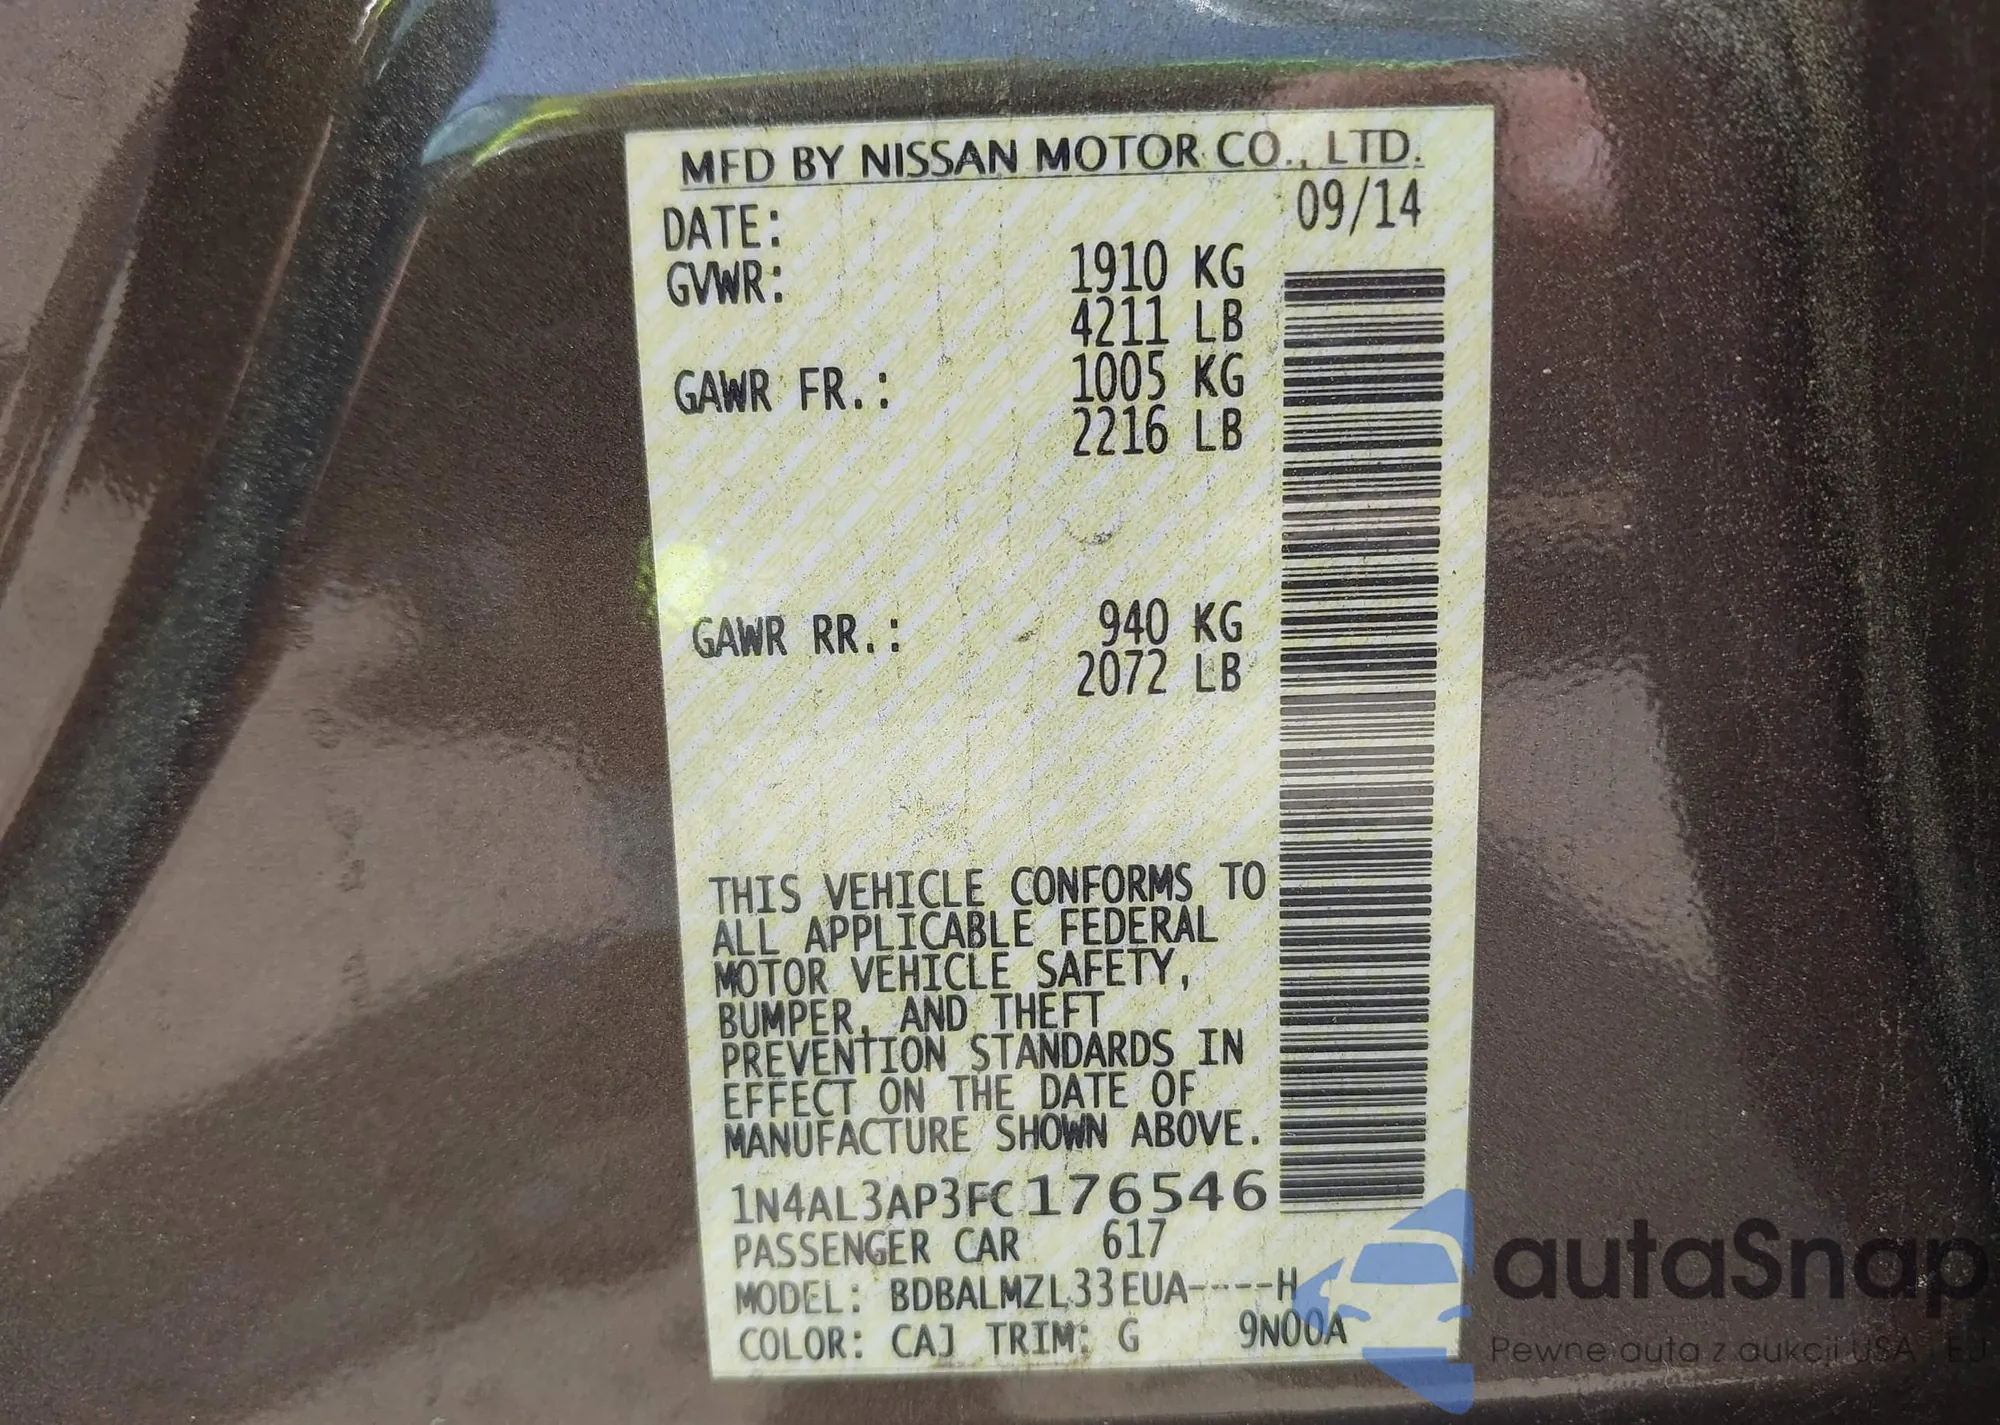 MFD BY NISSAN MOTOR CO., LTD.
DATE: 09/14
GVWR: 1910 KG
4211 LB
GAWR FR.: 1005 KG
2216 LB
GAWR RR.: 940 KG
2072 LB
THIS VEHICLE CONFORMS TO
ALL APPLICABLE FEDERAL
MOTOR VEHICLE SAFETY,
BUMPER, AND THEFT
PREVENTION STANDARDS IN
EFFECT ON THE DATE OF
MANUFACTURE SHOWN ABOVE.
1N4AL3AP3FC176546
PASSENGER CAR 617
MODEL: BDBALMZL33EUA-----H
COLOR: CAJ TRIM: G 9N00A
autaSnap
Pewne auta z aukcji USA i EU